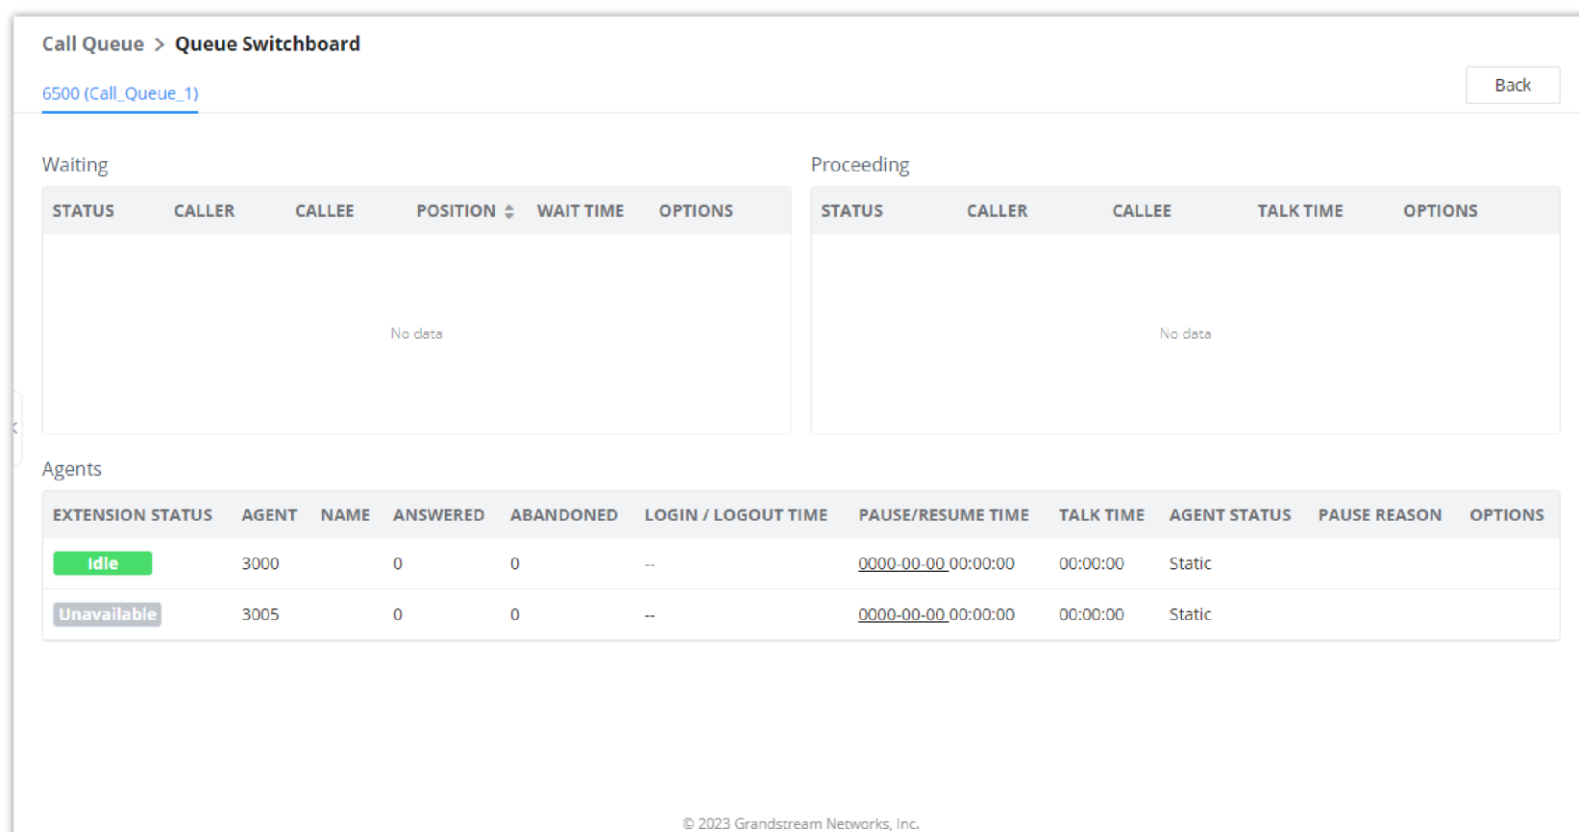 Call Queue > Queue Switchboard
6500 (Call_Queue_1)
Back
Waiting
STATUS CALLER CALLEE POSITION WAIT TIME OPTIONS
No data
Proceeding
STATUS CALLER CALLEE TALK TIME OPTIONS
No data
Agents
EXTENSION STATUS AGENT NAME ANSWERED ABANDONED LOGIN / LOGOUT TIME PAUSE/RESUME TIME TALK TIME AGENT STATUS PAUSE REASON OPTIONS
Idle 3000 0 0 -- 0000-00-00 00:00:00 00:00:00 Static
Unavailable 3005 0 0 -- 0000-00-00 00:00:00 00:00:00 Static
© 2023 Grandstream Networks, Inc.